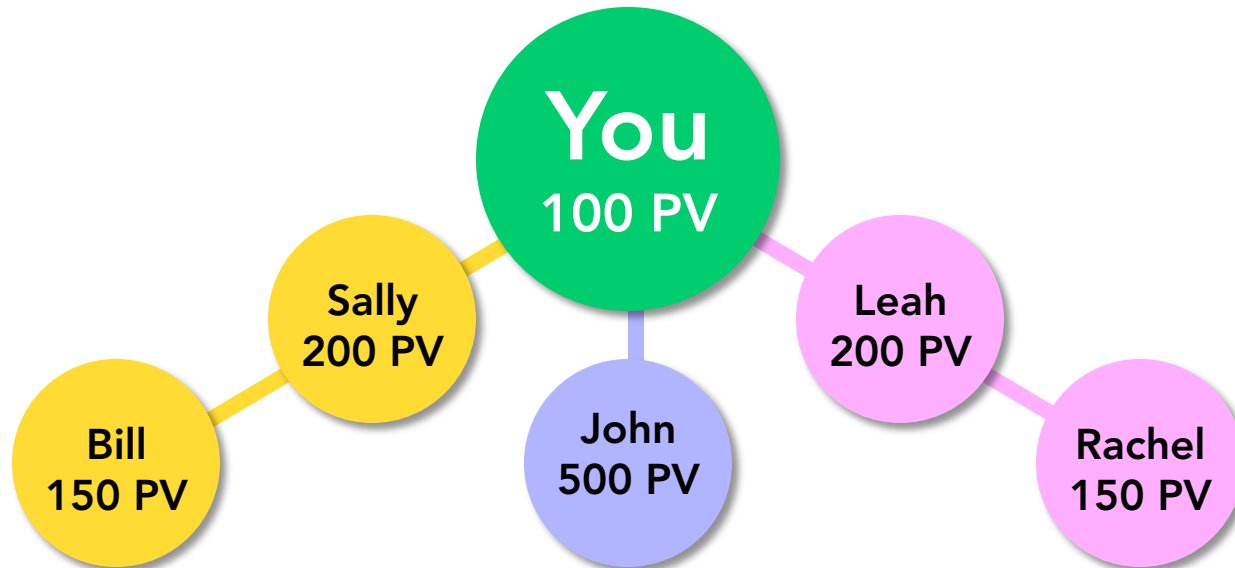 You
100 PV
Sally
200 PV
Leah
200 PV
Bill
150 PV
John
500 PV
Rachel
150 PV